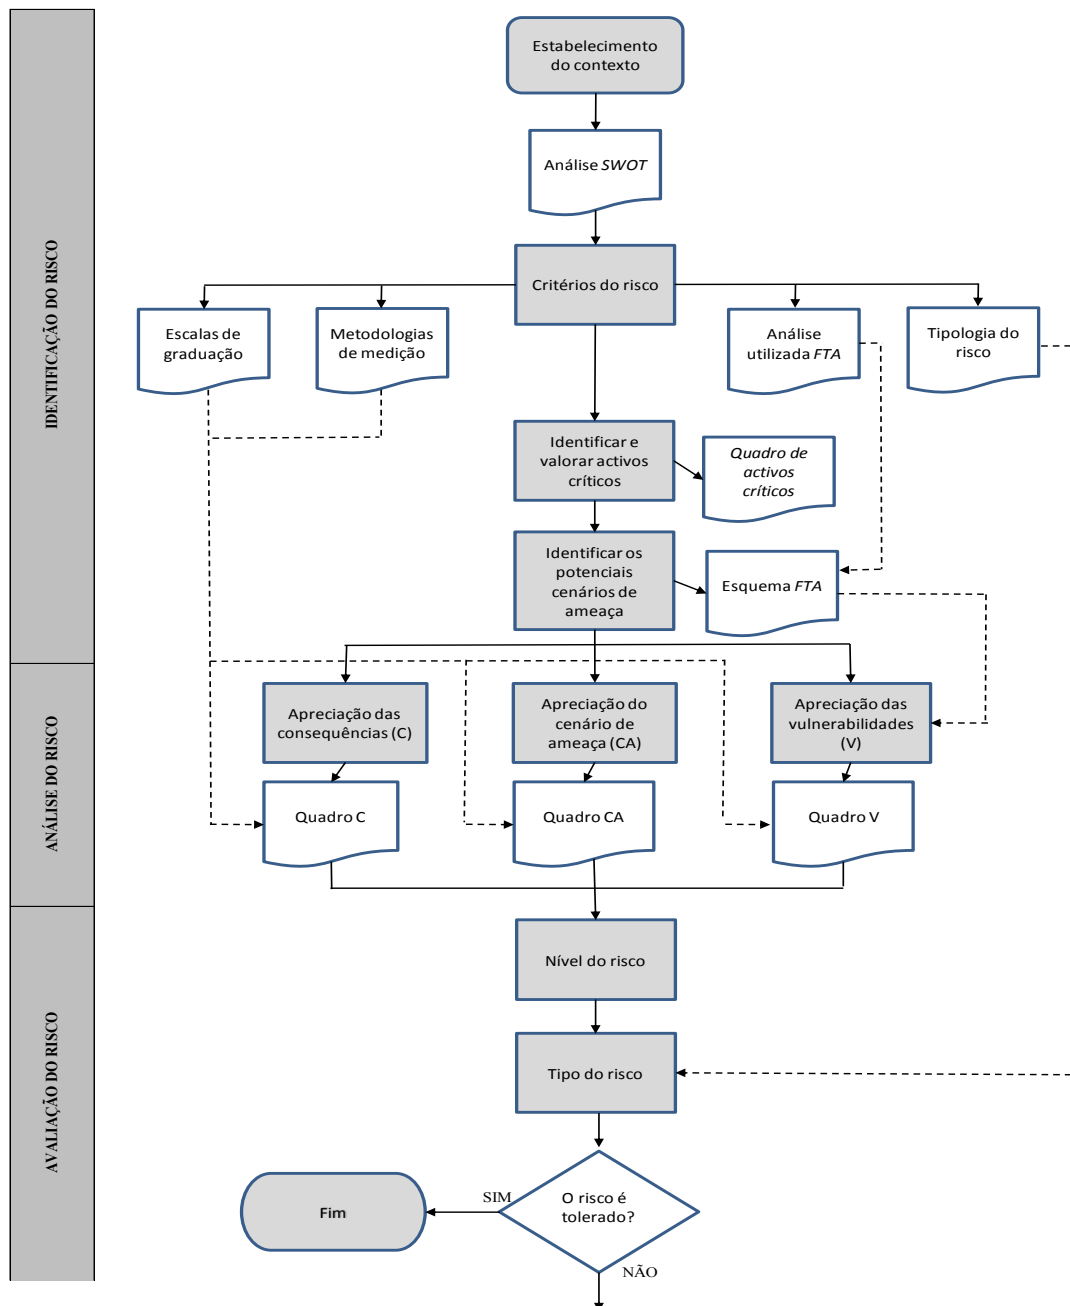 IDENTIFICAÇÃO DO RISCO
Estabelecimento
do contexto
Análise SWOT
Critérios do risco
Escalas de
graduação
Metodologias
de medição
Análise
utilizada FTA
Tipologia do
risco
Identificar e
valorar activos
críticos
Quadro de
activos
críticos
Identificar os
potenciais
cenários de
ameaça
Esquema FTA
ANÁLISE DO RISCO
Apreciação das
consequências (C)
Apreciação do
cenário de
ameaça (CA)
Apreciação das
vulnerabilidades
(V)
Quadro C
Quadro CA
Quadro V
AVALIAÇÃO DO RISCO
Nível do risco
Tipo do risco
O risco é
tolerado?
SIM
Fim
NÃO